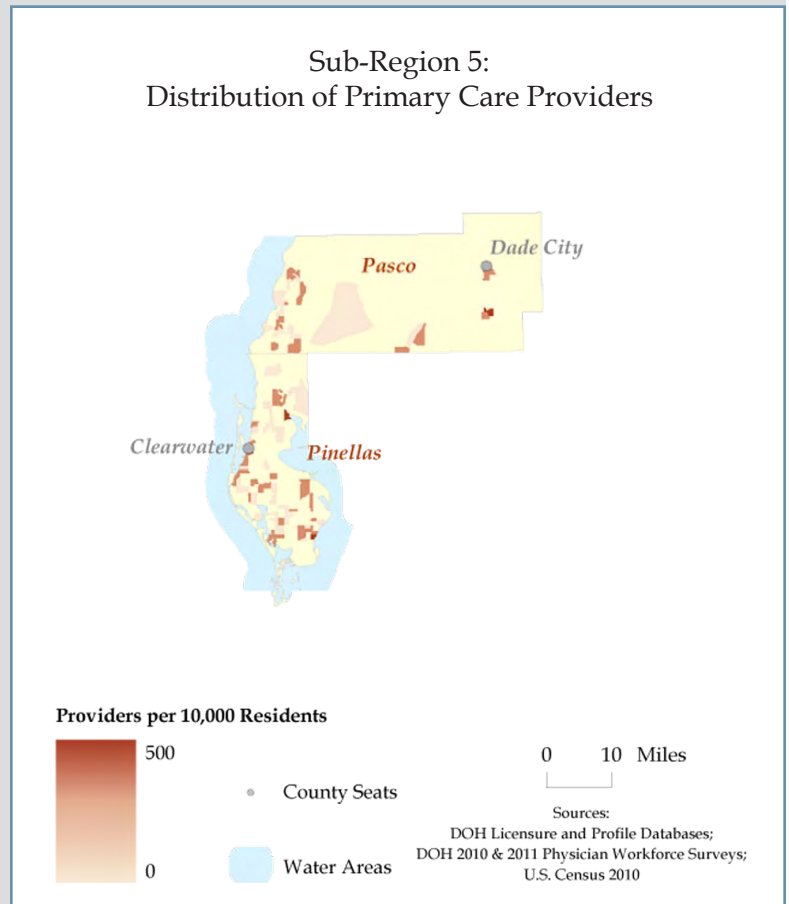 Sub-Region 5:
Distribution of Primary Care Providers
Dade City
Pasco
Clearwater
Pinellas
Providers per 10,000 Residents
500
0
County Seats
Water Areas
0 10 Miles
Sources:
DOH Licensure and Profile Databases;
DOH 2010 & 2011 Physician Workforce Surveys;
U.S. Census 2010